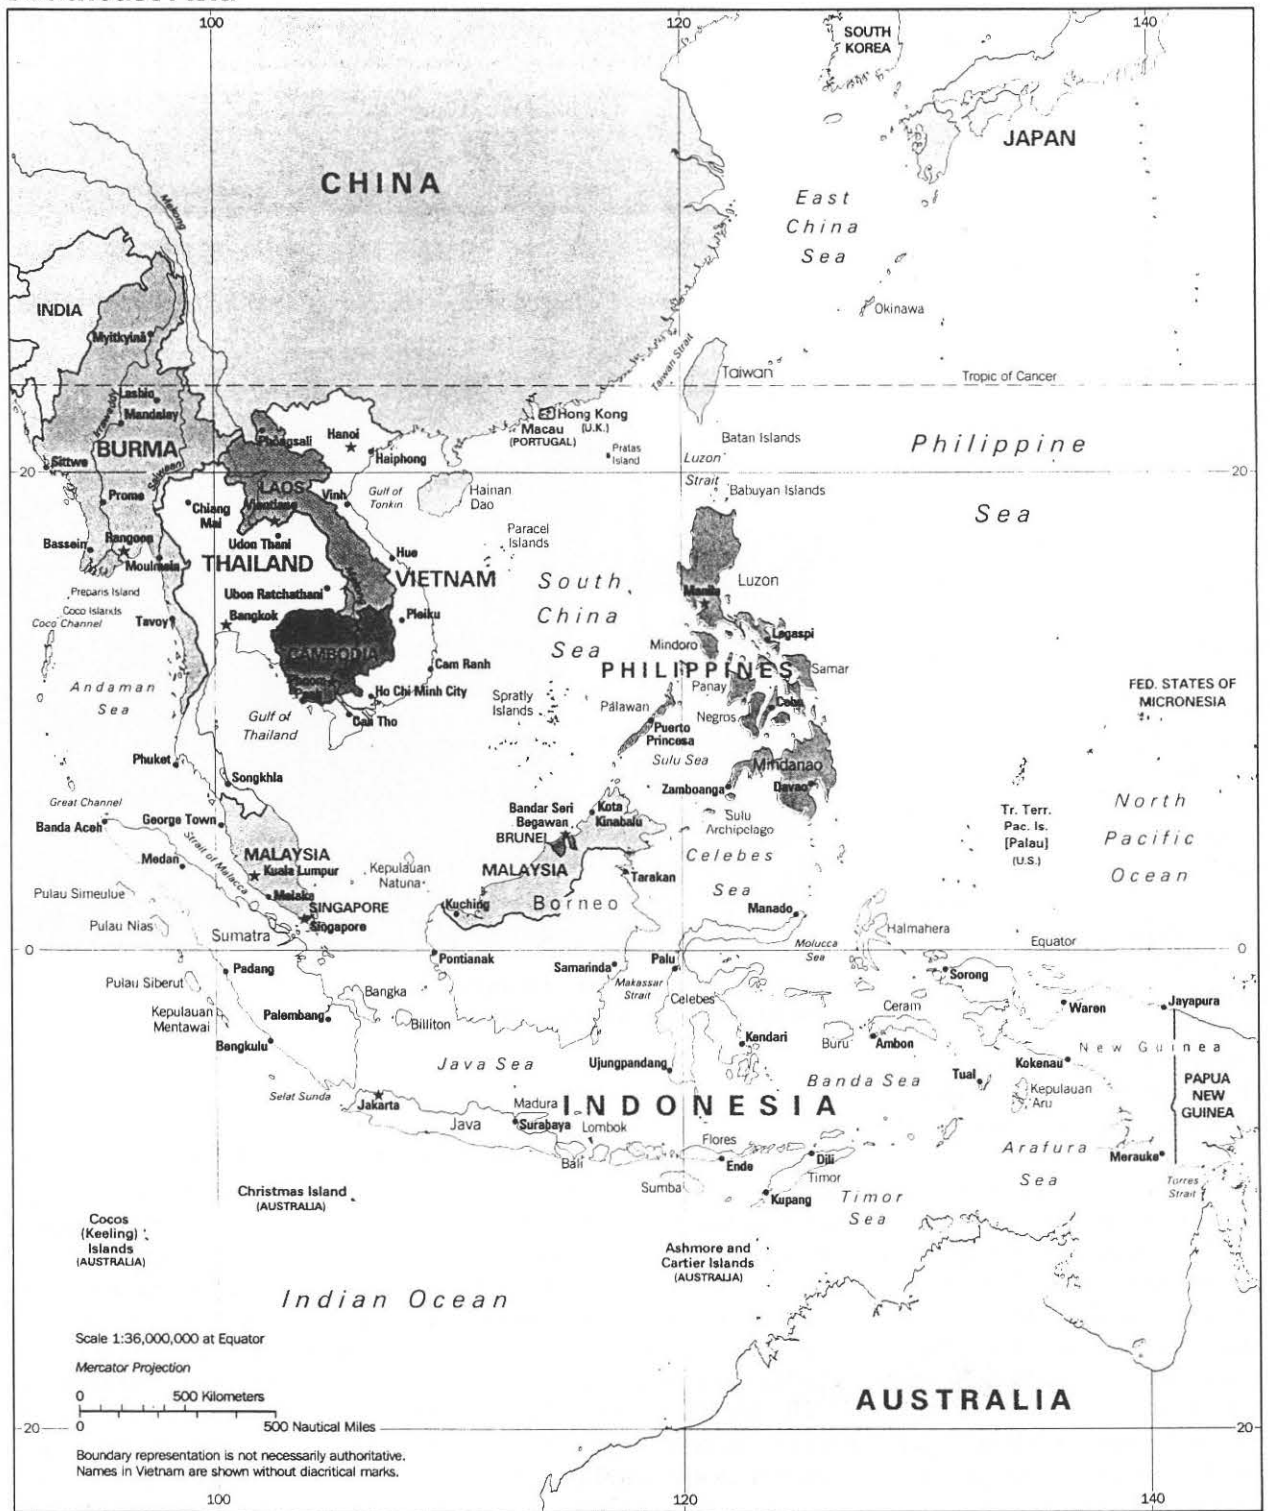 100
120
140
SOUTH
KOREA
JAPAN
CHINA
Mekong
East
China
Sea
INDIA
Okinawa
Myitkyinä
Taiwan Strait
Taiwan
Tropic of Cancer
Lashio
Mandalay
Irrawaddy
BURMA
Phôngsali
Hanoi
Haiphong
Macau
(PORTUGAL)
Hong Kong
(U.K.)
Pratas
Island
Batan Islands
Philippine
Sea
Sittwe
20
20
Salween
LAOS
Vientiane
Vinh
Gulf of
Tonkin
Hainan
Dao
Luzon
Strait
Babuyan Islands
Prome
Chiang
Mai
Bassein
Rangoon
Moulmein
Udon Thani
THAILAND
Hue
VIETNAM
Paracel
Islands
South
China
Sea
Luzon
Manila
Preparis Island
Coco Islands
Coco Channel
Tavoy
Ubon Ratchathani
Bangkok
Pleiku
CAMBODIA
Phnom
Penh
Cam Ranh
Ho Chi Minh City
Can Tho
Mindoro
Lagaspi
PHILIPPINES
Samar
Panay
Cebu
Negros
Palawan
Puerto
Princesa
Spratly
Islands
Andaman
Sea
Gulf of
Thailand
FED. STATES OF
MICRONESIA
Sulu Sea
Mindanao
Zamboanga
Davao
Phuket
Songkhla
Great Channel
Banda Aceh
George Town
Bandar Seri
Begawan
BRUNEI
Kota
Kinabalu
Sulu
Archipelago
Tr. Terr.
Pac. Is.
[Palau]
(U.S.)
North
Pacific
Ocean
Medan
Strait of Malacca
MALAYSIA
Kuala Lumpur
Kepulauan
Natuna
MALAYSIA
Celebes
Sea
Tarakan
Pulau Simeulue
Melaka
SINGAPORE
Singapore
Kuching
Borneo
Manado
Halmahera
Pulau Nias
Sumatra
0
Molucca
Sea
Equator
0
Padang
Pontianak
Samarinda
Palu
Sorong
Pulau Siberut
Makassar
Strait
Celebes
Bangka
Ceram
Waren
Jayapura
Kepulauan
Mentawai
Palembang
Billiton
Bengkulu
Java Sea
Kendari
Buru
Ambon
New Guinea
Ujungpandang
Banda Sea
Tual
Kokenau
Kepulauan
Aru
PAPUA
NEW
GUINEA
Selat Sunda
Jakarta
Madura
INDONESIA
Java
Surabaya
Lombok
Bali
Flores
Ende
Dili
Timor
Sumba
Kupang
Timor
Sea
Arafura
Sea
Merauke
Torres
Strait
Christmas Island
(AUSTRALIA)
Cocos
(Keeling)
Islands
(AUSTRALIA)
Ashmore and
Cartier Islands
(AUSTRALIA)
Indian Ocean
Scale 1:36,000,000 at Equator
Mercator Projection
0 500 Kilometers
0 500 Nautical Miles
AUSTRALIA
20
20
Boundary representation is not necessarily authoritative.
Names in Vietnam are shown without diacritical marks.
100
120
140